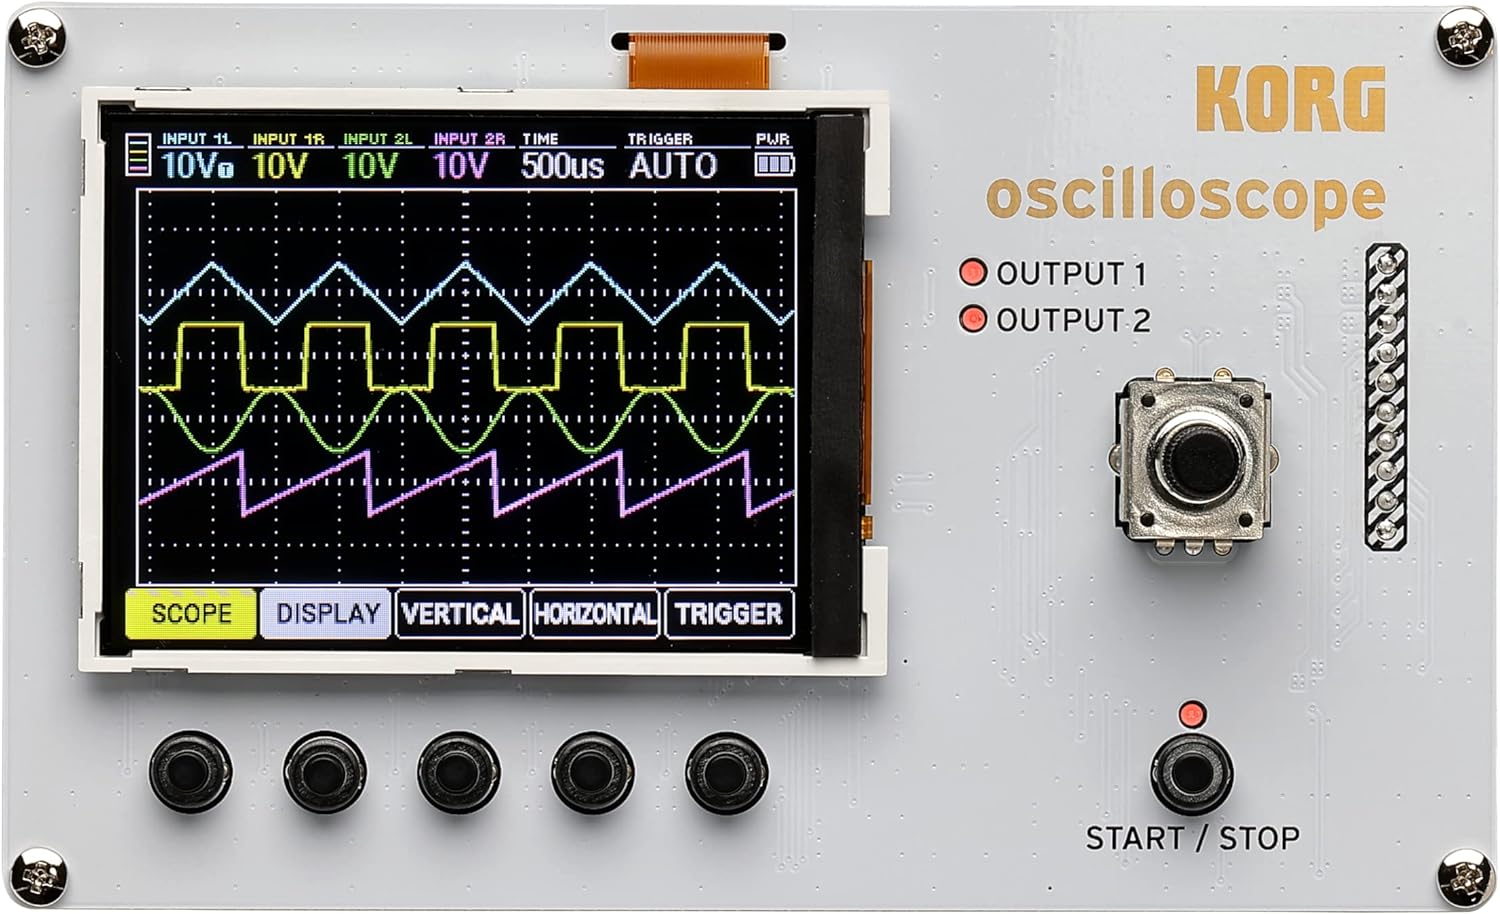 KORG
oscilloscope
INPUT 1L INPUT 1R INPUT 2L INPUT 2R TIME TRIGGER PWR
10V 10V 10V 10V 500us AUTO
OUTPUT 1
OUTPUT 2
SCOPE DISPLAY VERTICAL HORIZONTAL TRIGGER
START / STOP